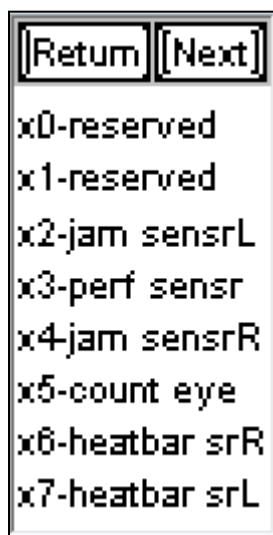 [Return] [Next]
x0-reserved
x1-reserved
x2-jam sensrL
x3-perf sensr
x4-jam sensrR
x5-count eye
x6-heatbar srR
x7-heatbar srL